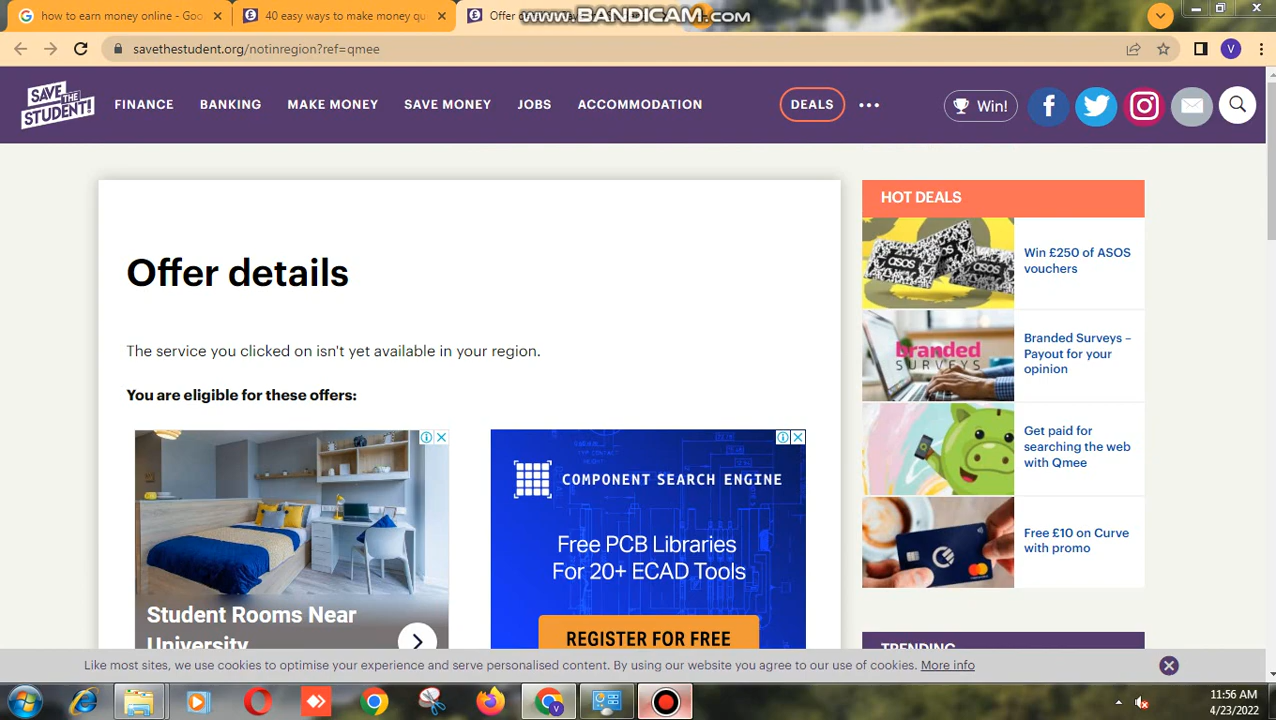 how to earn money online - Goo
40 easy ways to make money qu
Offer d
www.BANDICAM.com
savethestudent.org/notinregion?ref=qmee
V
SAVE THE STUDENT!
FINANCE
BANKING
MAKE MONEY
SAVE MONEY
JOBS
ACCOMMODATION
DEALS
Win!
Offer details
The service you clicked on isn't yet available in your region.
You are eligible for these offers:
Student Rooms Near
University
COMPONENT SEARCH ENGINE
Free PCB Libraries
For 20+ ECAD Tools
REGISTER FOR FREE
HOT DEALS
asos
asos
Win £250 of ASOS
vouchers
branded
SURVEYS
Branded Surveys –
Payout for your
opinion
Get paid for
searching the web
with Qmee
Free £10 on Curve
with promo
TRENDING
Like most sites, we use cookies to optimise your experience and serve personalised content. By using our website you agree to our use of cookies. More info
11:56 AM
4/23/2022